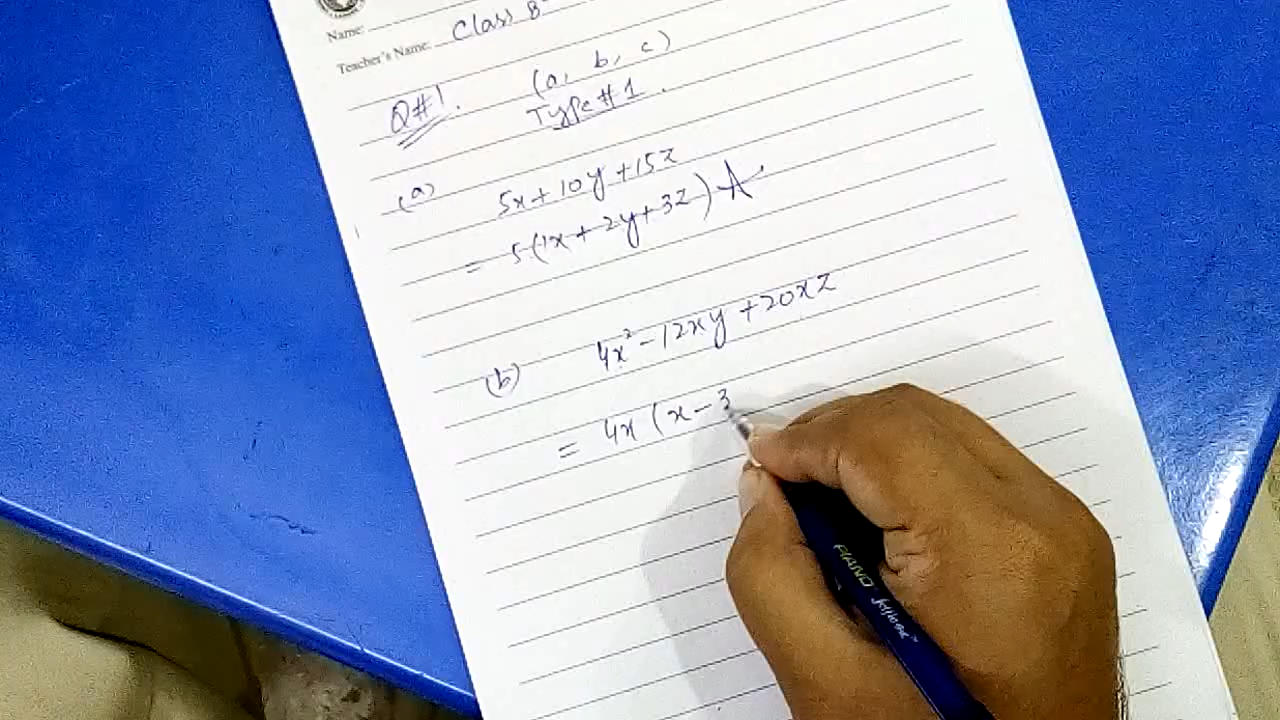 Name:
Teacher's Name: Class 8
Q#1. (a, b, c)
Type #1.
(a) 5x + 10y + 15z
= 5(1x + 2y + 3z) A
(b) 4x² - 12xy + 20xz
= 4x (x - 3
PIANO